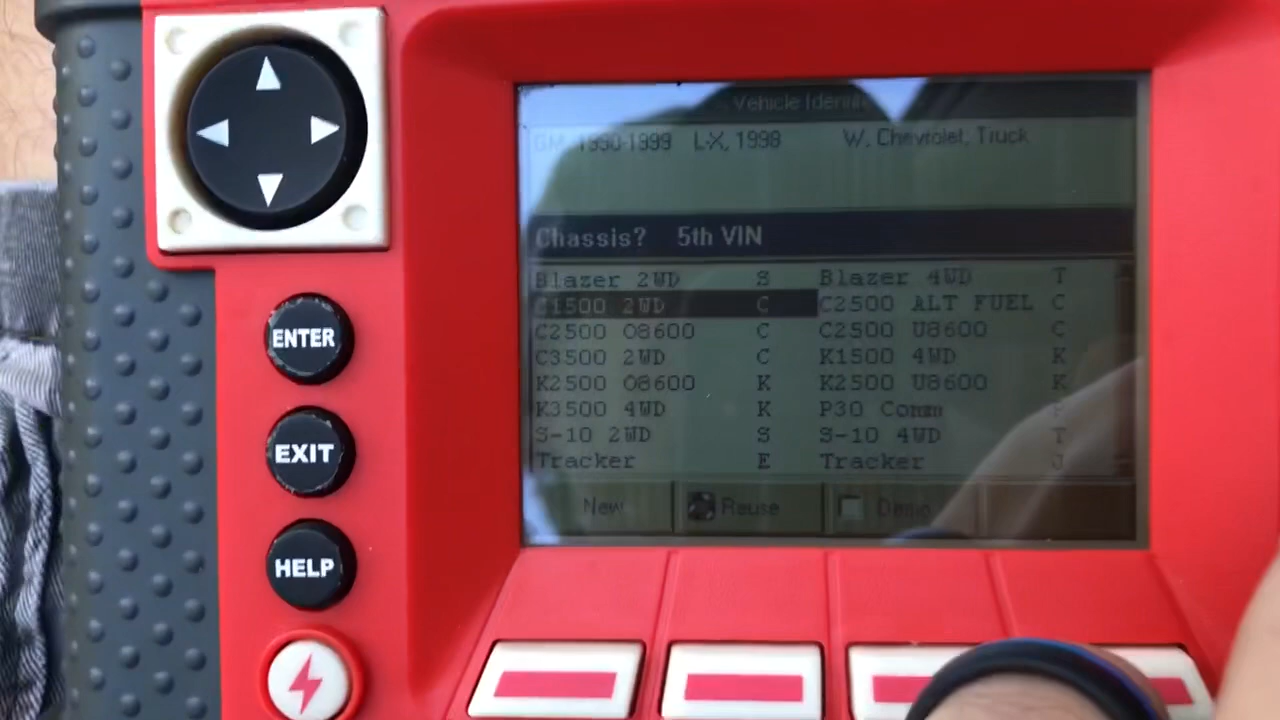 Vehicle
GM, 1990-1999 L-X, 1998 W, Chevrolet, Truck
Chassis? 5th VIN
Blazer 2WD S Blazer 4WD T
C1500 2WD C C2500 ALT FUEL C
C2500 O8600 C C2500 U8600 C
C3500 2WD C K1500 4WD K
K2500 O8600 K K2500 U8600 K
K3500 4WD K P30 Comm
S-10 2WD S S-10 4WD T
Tracker E Tracker J
New Reuse Demo
ENTER
EXIT
HELP